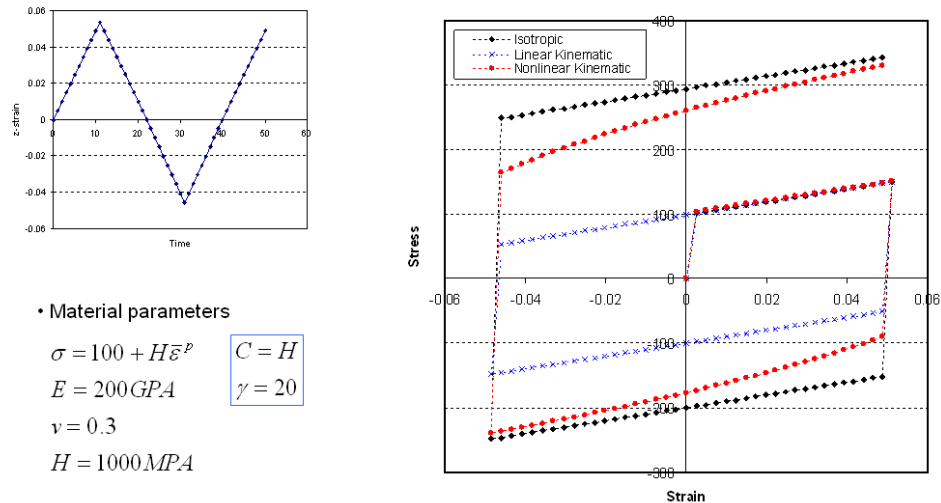 0.06
0.04
0.02
0
-0.02
-0.04
-0.06
0 10 20 30 40 50 60
z-strain
Time
• Material parameters
σ = 100 + Hε̄ᵖ
E = 200GPA
ν = 0.3
H = 1000MPA
C = H
γ = 20
Isotropic
Linear Kinematic
Nonlinear Kinematic
400
300
200
100
0
-100
-200
-300
-0.06 -0.04 -0.02 0 0.02 0.04 0.06
Stress
Strain